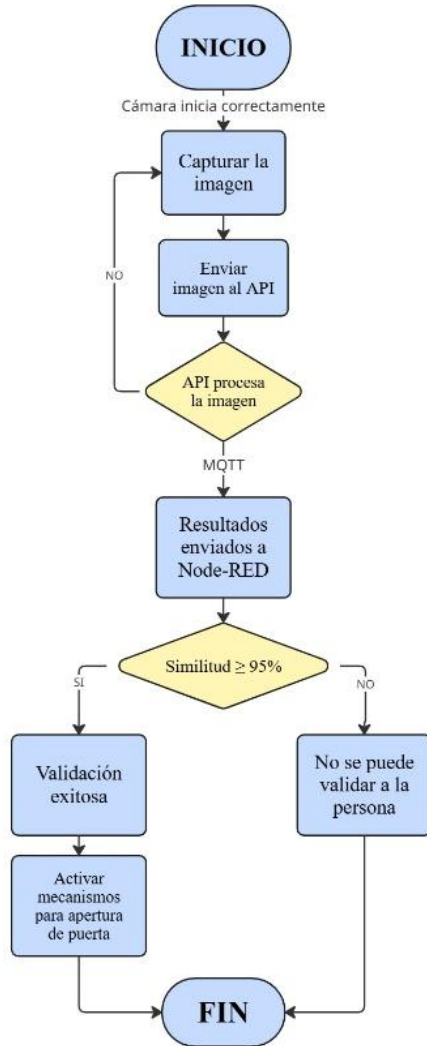 INICIO
Cámara inicia correctamente
Capturar la
imagen
Enviar
imagen al API
NO
API procesa
la imagen
MQTT
Resultados
enviados a
Node-RED
Similitud ≥ 95%
SI
NO
Validación
exitosa
No se puede
validar a la
persona
Activar
mecanismos
para apertura
de puerta
FIN